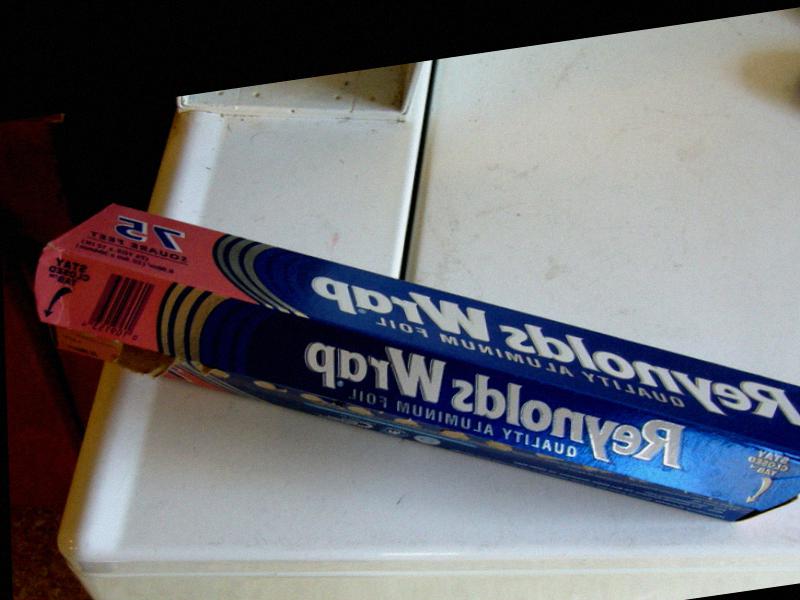 75
SQUARE FEET
STAY
CLOSED
TAB
Reynolds Wrap
QUALITY ALUMINUM FOIL
Reynolds Wrap
QUALITY ALUMINUM FOIL
STAY
CLOSED
TAB